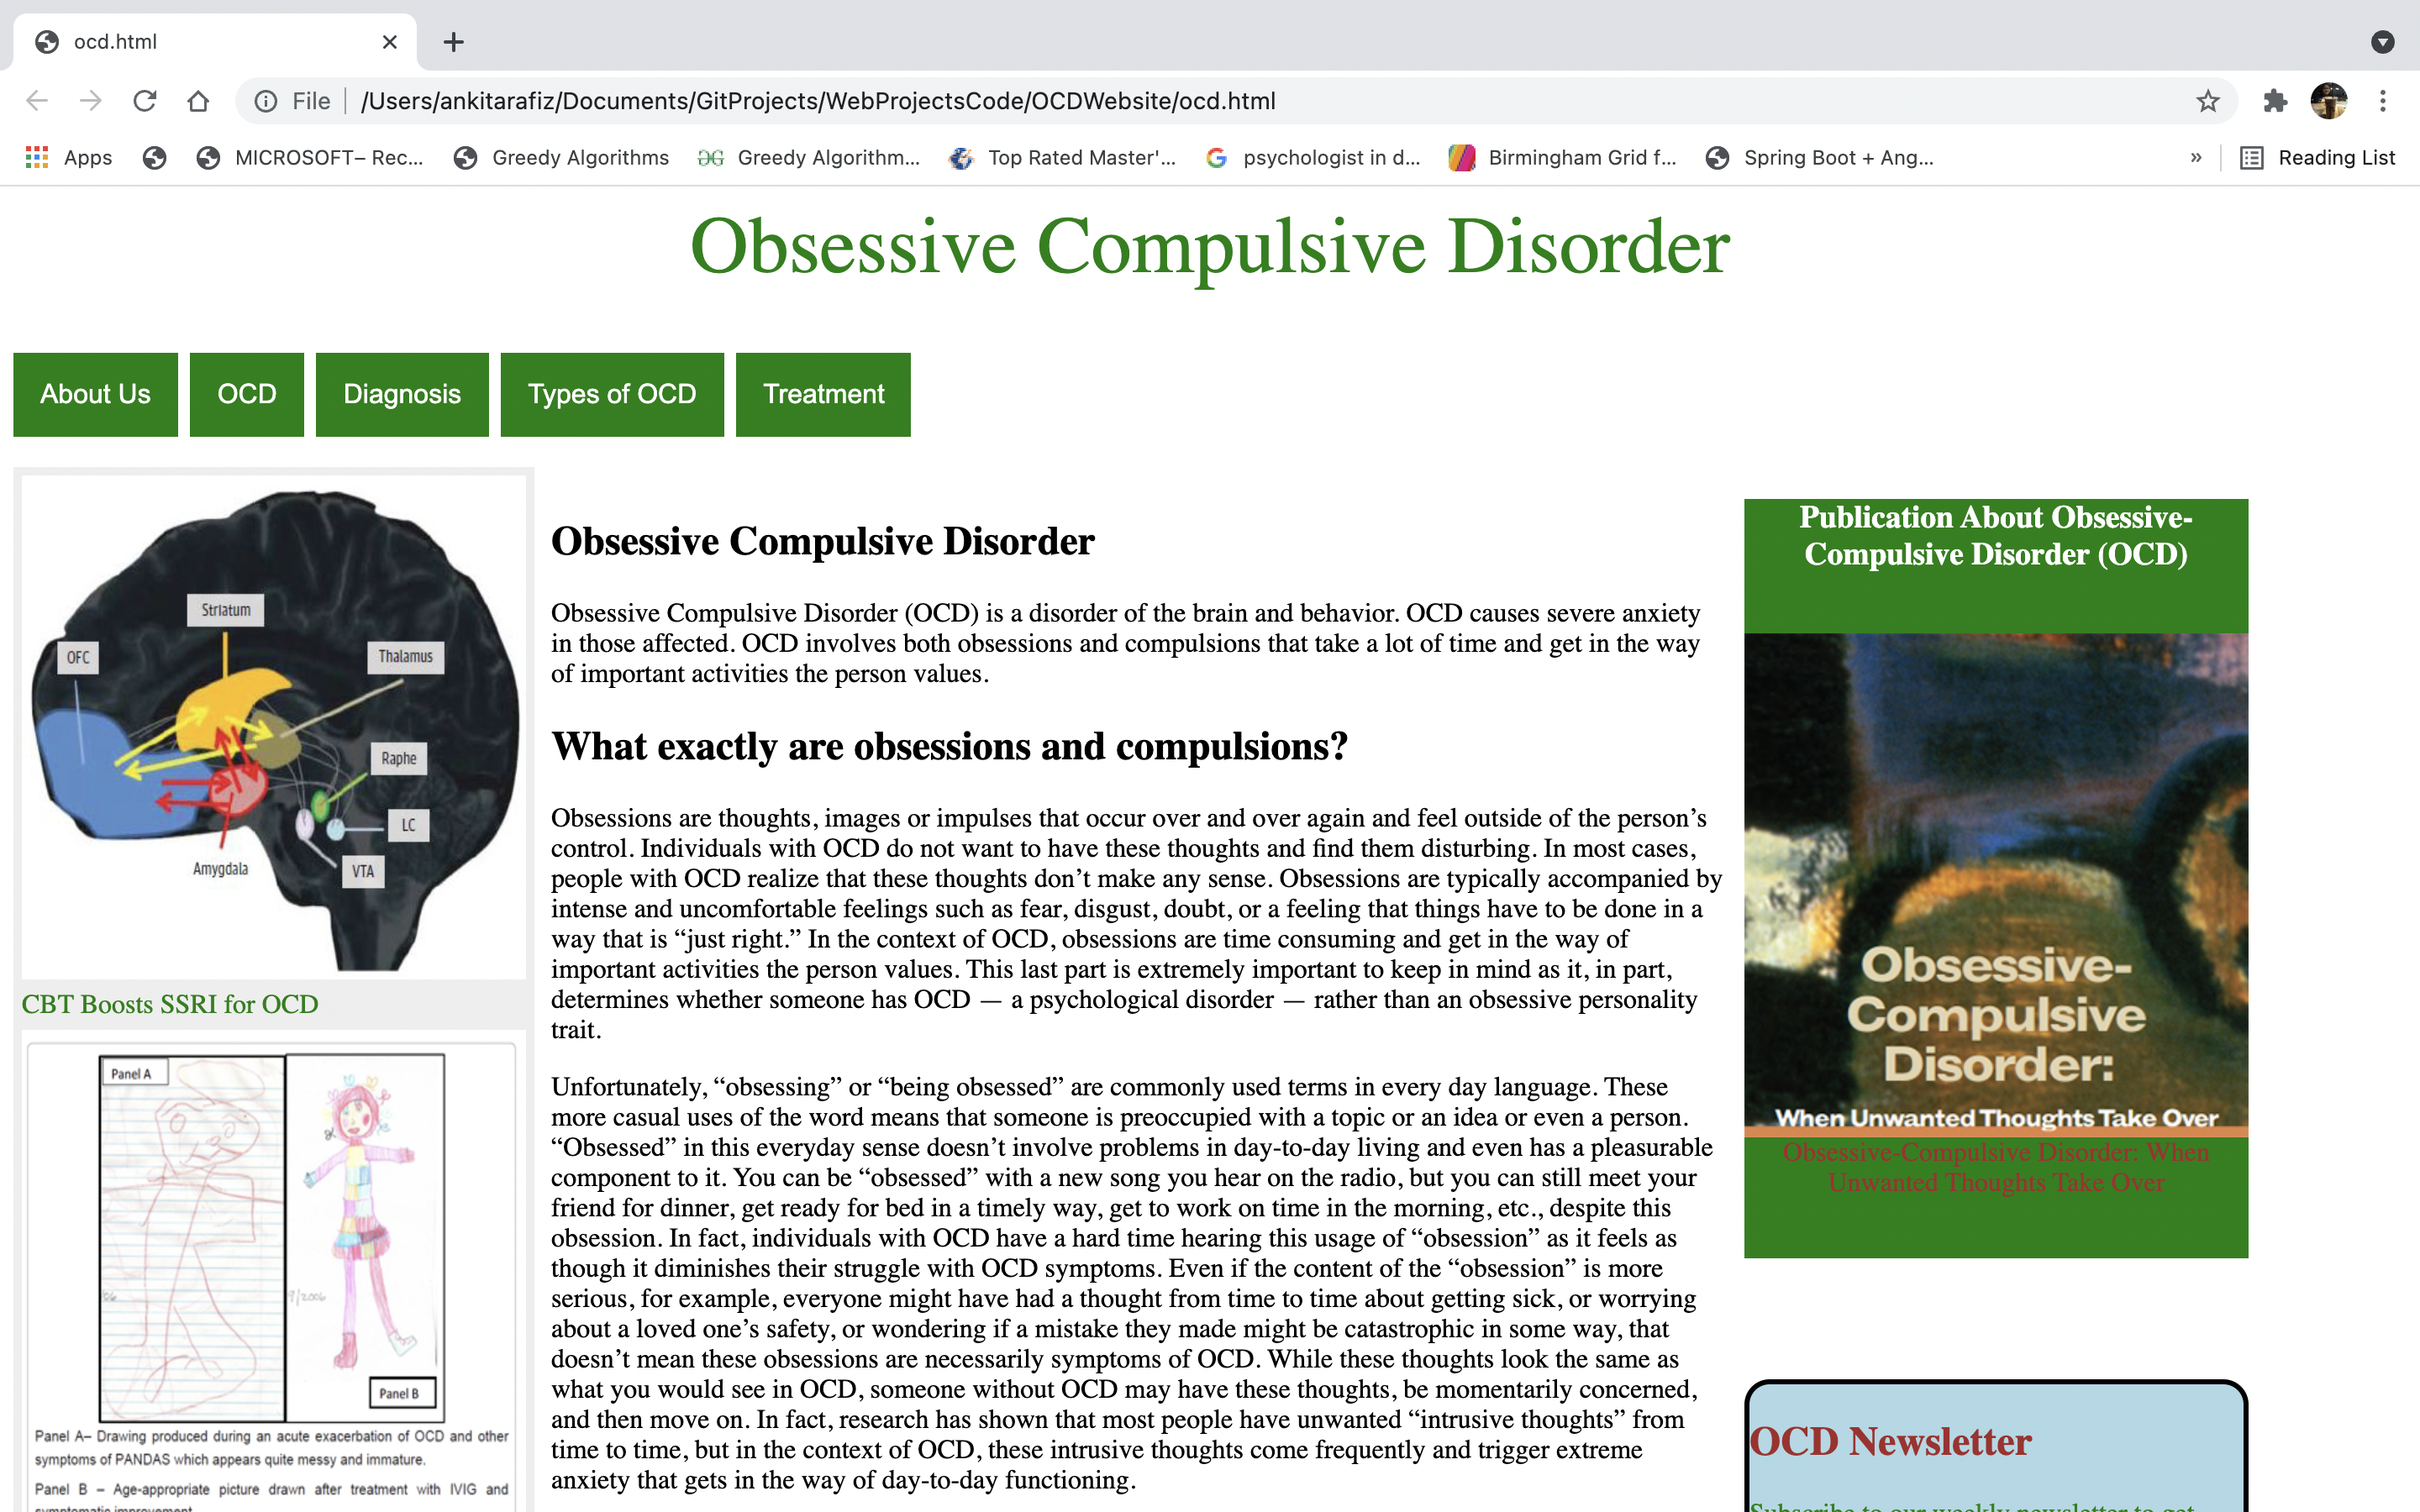 ocd.html
File
/Users/ankitarafiz/Documents/GitProjects/WebProjectsCode/OCDWebsite/ocd.html
Apps
MICROSOFT– Rec...
Greedy Algorithms
Greedy Algorithm...
Top Rated Master'...
psychologist in d...
Birmingham Grid f...
Spring Boot + Ang...
»
Reading List
Obsessive Compulsive Disorder
About Us
OCD
Diagnosis
Types of OCD
Treatment
Striatum
OFC
Thalamus
Raphe
LC
Amygdala
VTA
CBT Boosts SSRI for OCD
Panel A
Panel B
Panel A– Drawing produced during an acute exacerbation of OCD and other
symptoms of PANDAS which appears quite messy and immature.
Panel B – Age-appropriate picture drawn after treatment with IVIG and
symptomatic improvement
Obsessive Compulsive Disorder
Obsessive Compulsive Disorder (OCD) is a disorder of the brain and behavior. OCD causes severe anxiety
in those affected. OCD involves both obsessions and compulsions that take a lot of time and get in the way
of important activities the person values.
What exactly are obsessions and compulsions?
Obsessions are thoughts, images or impulses that occur over and over again and feel outside of the person’s
control. Individuals with OCD do not want to have these thoughts and find them disturbing. In most cases,
people with OCD realize that these thoughts don’t make any sense. Obsessions are typically accompanied by
intense and uncomfortable feelings such as fear, disgust, doubt, or a feeling that things have to be done in a
way that is “just right.” In the context of OCD, obsessions are time consuming and get in the way of
important activities the person values. This last part is extremely important to keep in mind as it, in part,
determines whether someone has OCD — a psychological disorder — rather than an obsessive personality
trait.
Unfortunately, “obsessing” or “being obsessed” are commonly used terms in every day language. These
more casual uses of the word means that someone is preoccupied with a topic or an idea or even a person.
“Obsessed” in this everyday sense doesn’t involve problems in day-to-day living and even has a pleasurable
component to it. You can be “obsessed” with a new song you hear on the radio, but you can still meet your
friend for dinner, get ready for bed in a timely way, get to work on time in the morning, etc., despite this
obsession. In fact, individuals with OCD have a hard time hearing this usage of “obsession” as it feels as
though it diminishes their struggle with OCD symptoms. Even if the content of the “obsession” is more
serious, for example, everyone might have had a thought from time to time about getting sick, or worrying
about a loved one’s safety, or wondering if a mistake they made might be catastrophic in some way, that
doesn’t mean these obsessions are necessarily symptoms of OCD. While these thoughts look the same as
what you would see in OCD, someone without OCD may have these thoughts, be momentarily concerned,
and then move on. In fact, research has shown that most people have unwanted “intrusive thoughts” from
time to time, but in the context of OCD, these intrusive thoughts come frequently and trigger extreme
anxiety that gets in the way of day-to-day functioning.
Publication About Obsessive-
Compulsive Disorder (OCD)
Obsessive-
Compulsive
Disorder:
When Unwanted Thoughts Take Over
Obsessive-Compulsive Disorder: When
Unwanted Thoughts Take Over
OCD Newsletter
Subscribe to our weekly newsletter to get